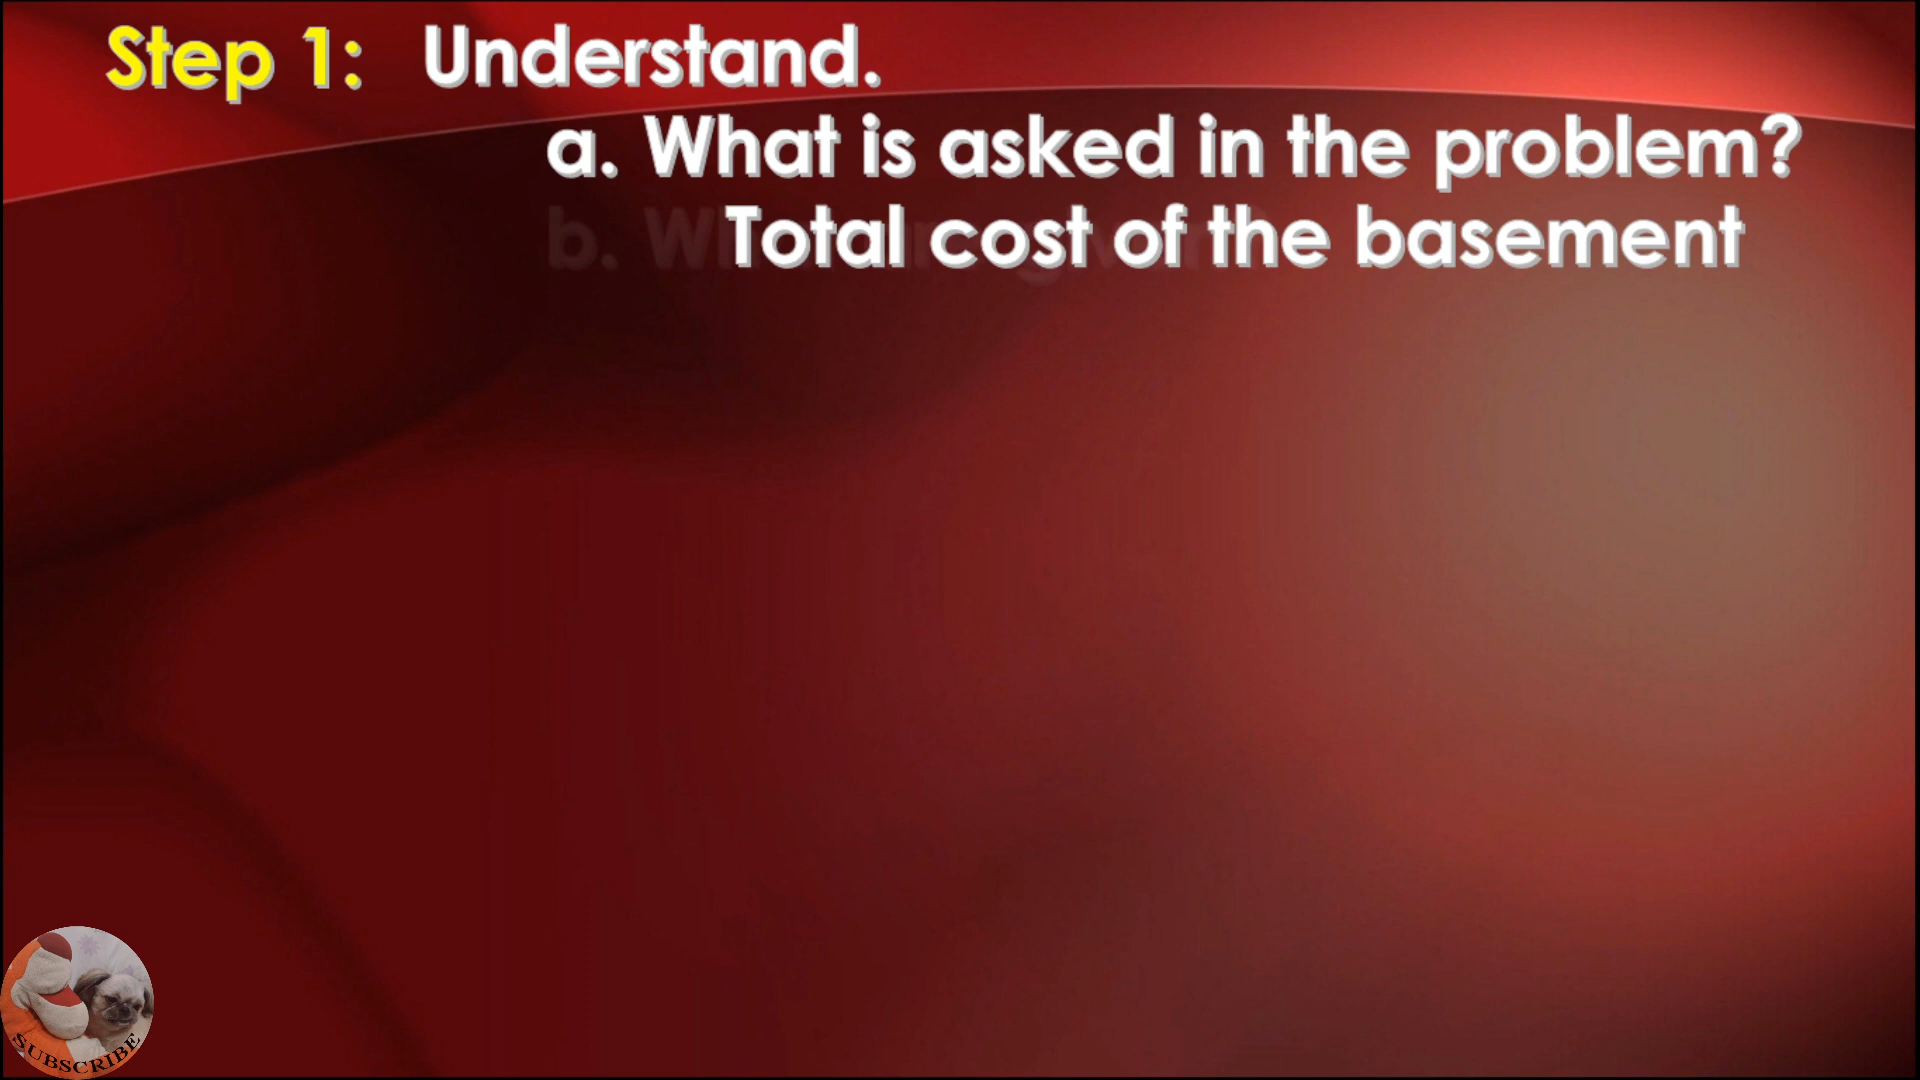 Step 1: Understand.
a. What is asked in the problem?
Total cost of the basement
b.
SUBSCRIBE